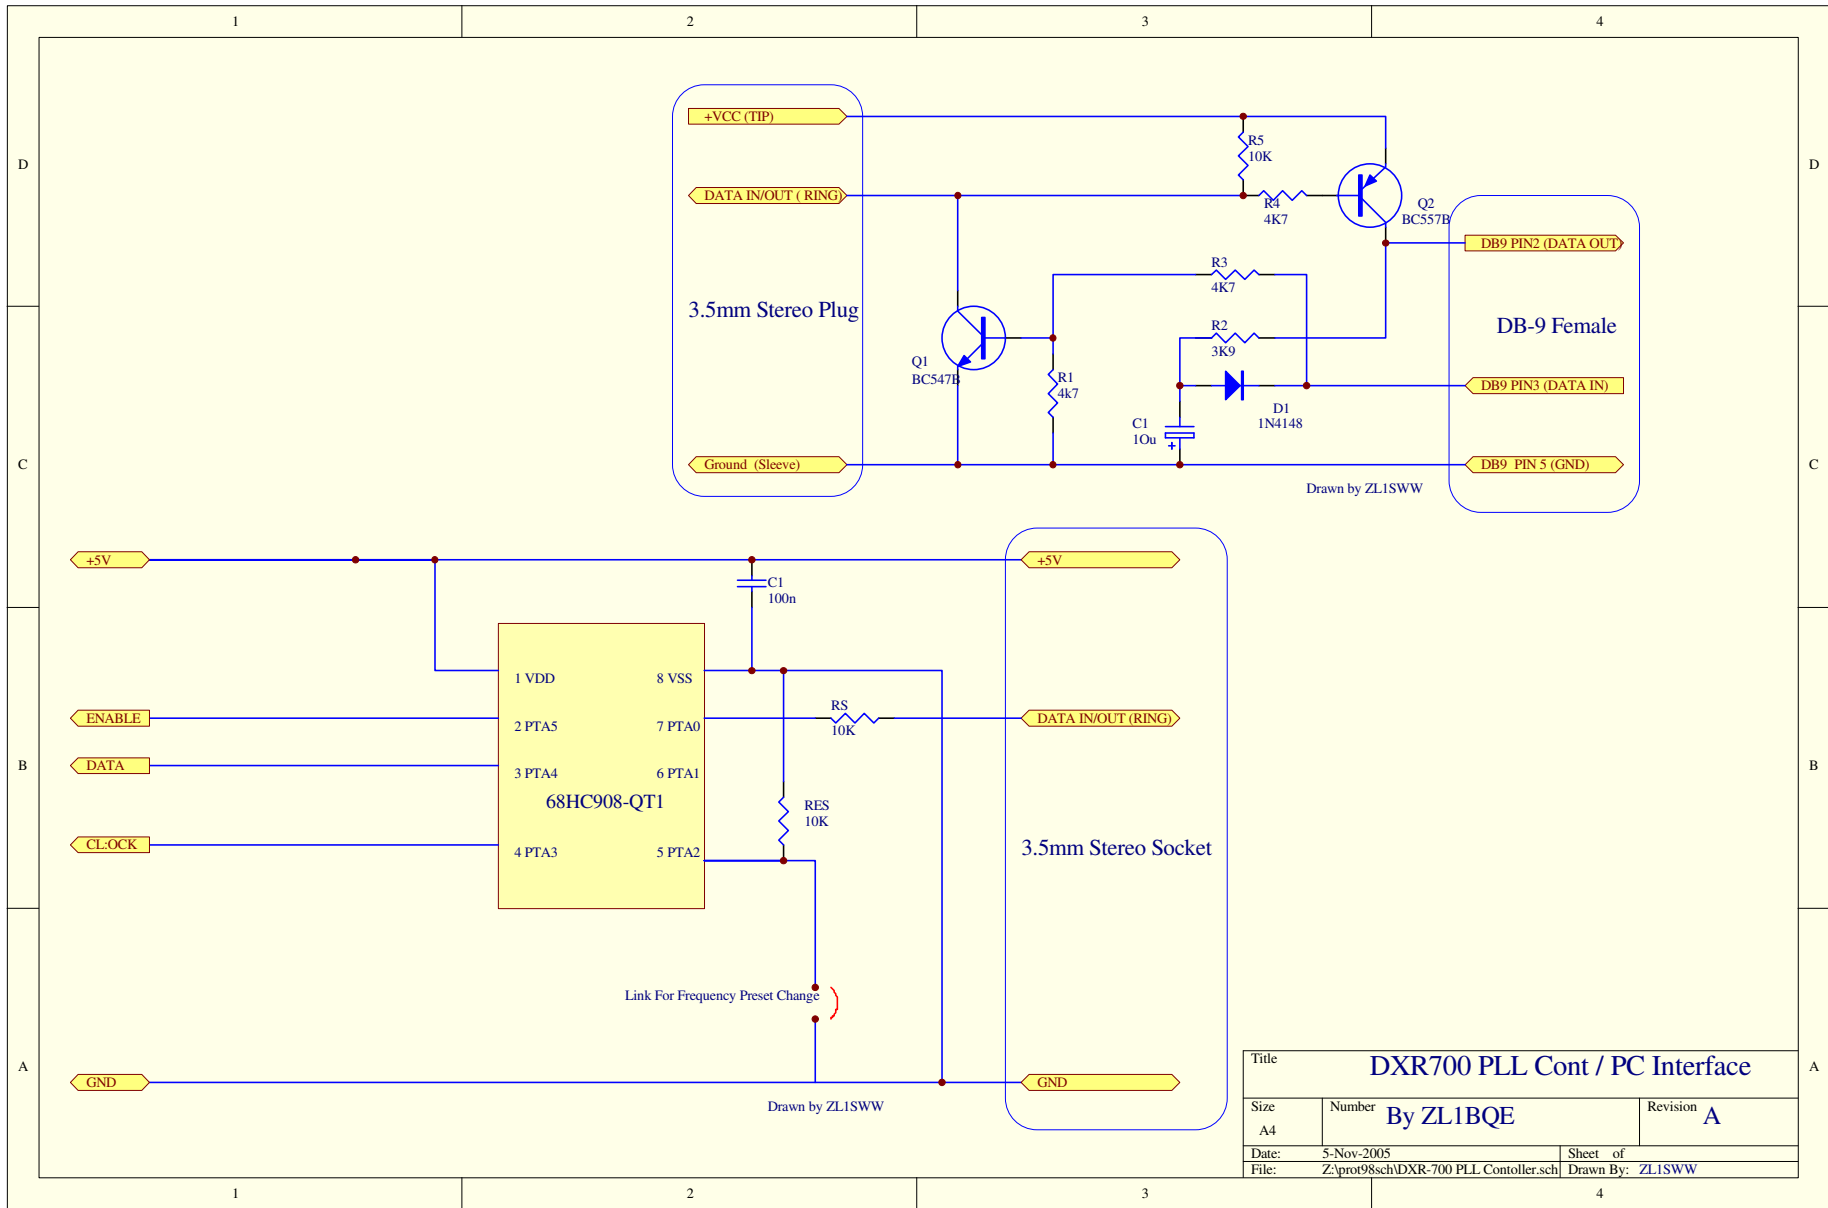 1 2 3 4
D D
C C
B B
A A
+VCC (TIP)
DATA IN/OUT ( RING)
3.5mm Stereo Plug
Ground  (Sleeve)
R5
10K
R4
4K7
Q2
BC557B
DB9 PIN2 (DATA OUT)
R3
4K7
R2
3K9
DB-9 Female
Q1
BC547B
R1
4k7
D1
1N4148
DB9 PIN3 (DATA IN)
C1
1Ou
+
DB9  PIN 5 (GND)
Drawn by ZL1SWW
+5V
+5V
C1
100n
1 VDD
8 VSS
ENABLE
2 PTA5
7 PTA0
RS
10K
DATA IN/OUT (RING)
DATA
3 PTA4
6 PTA1
68HC908-QT1
RES
10K
CL:OCK
4 PTA3
5 PTA2
3.5mm Stereo Socket
Link For Frequency Preset Change
GND
GND
Drawn by ZL1SWW
Title
DXR700 PLL Cont / PC Interface
Size
A4
Number
By ZL1BQE
Revision
A
Date: 5-Nov-2005
Sheet of
File: Z:\prot98sch\DXR-700 PLL Contoller.sch
Drawn By: ZL1SWW
1 2 3 4